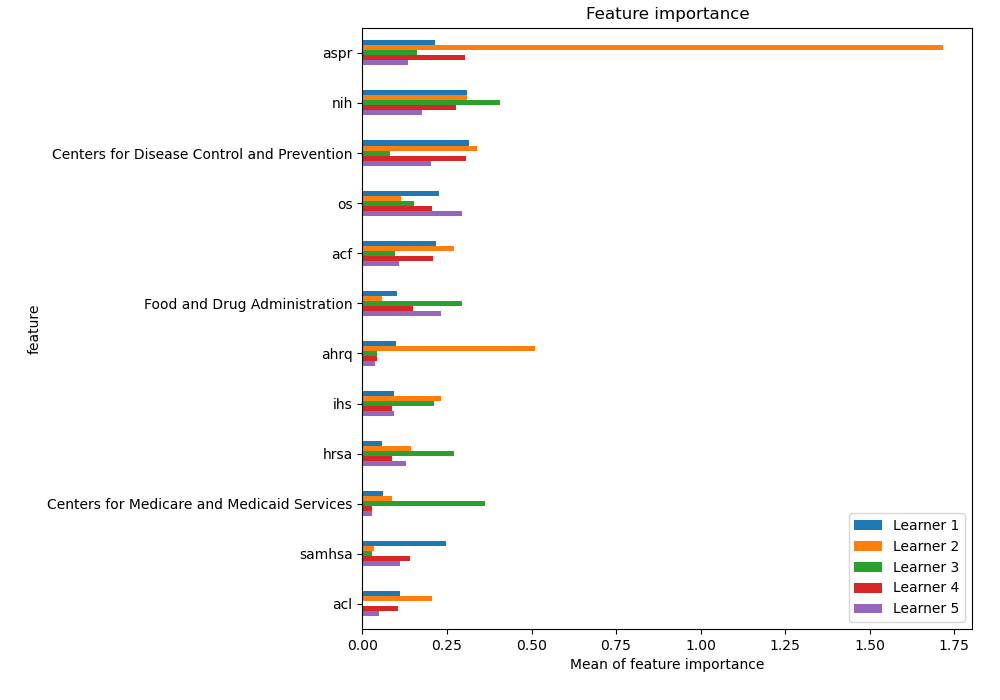 Feature importance
feature
aspr
nih
Centers for Disease Control and Prevention
os
acf
Food and Drug Administration
ahrq
ihs
hrsa
Centers for Medicare and Medicaid Services
samhsa
acl
Learner 1
Learner 2
Learner 3
Learner 4
Learner 5
0.00 0.25 0.50 0.75 1.00 1.25 1.50 1.75
Mean of feature importance